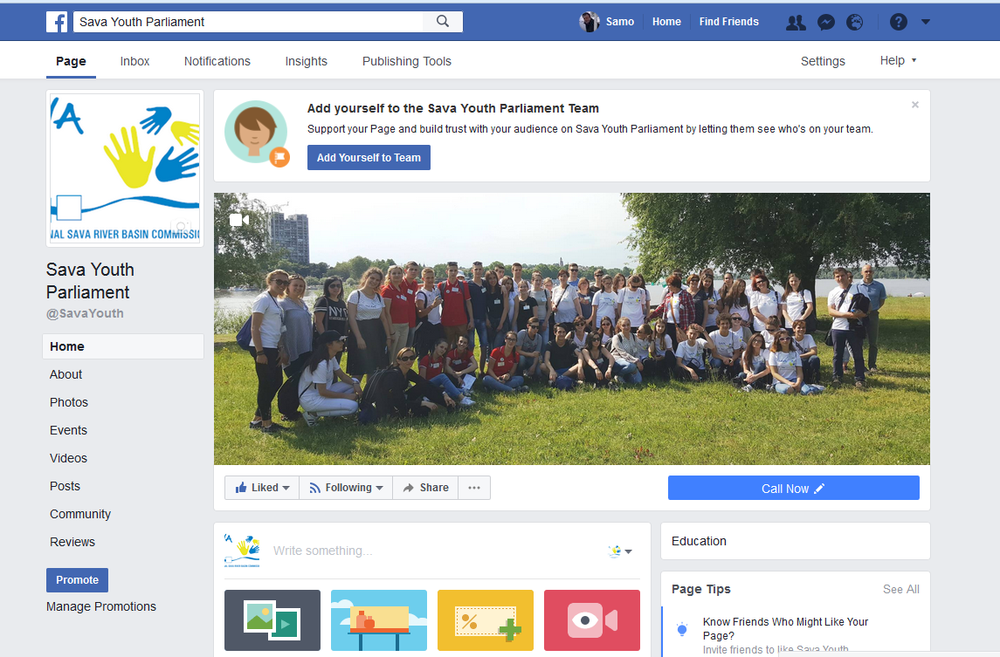 Sava Youth Parliament
Samo
Home
Find Friends
Page
Inbox
Notifications
Insights
Publishing Tools
Settings
Help
VA
NAL SAVA RIVER BASIN COMMISSI
Sava Youth
Parliament
@SavaYouth
Home
About
Photos
Events
Videos
Posts
Community
Reviews
Promote
Manage Promotions
Add yourself to the Sava Youth Parliament Team
Support your Page and build trust with your audience on Sava Youth Parliament by letting them see who's on your team.
Add Yourself to Team
NY
Liked
Following
Share
Call Now
Write something...
Education
Page Tips
See All
Know Friends Who Might Like Your
Page?
Invite friends to like Sava Youth